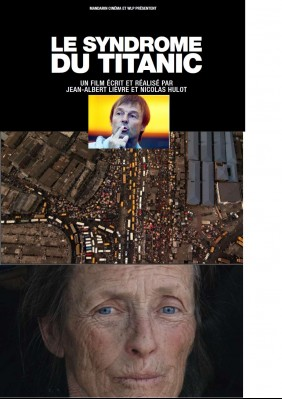 MANDARIN CINÉMA ET WLP PRÉSENTENT
LE SYNDROME
DU TITANIC
UN FILM ÉCRIT ET RÉALISÉ PAR
JEAN-ALBERT LIÈVRE ET NICOLAS HULOT